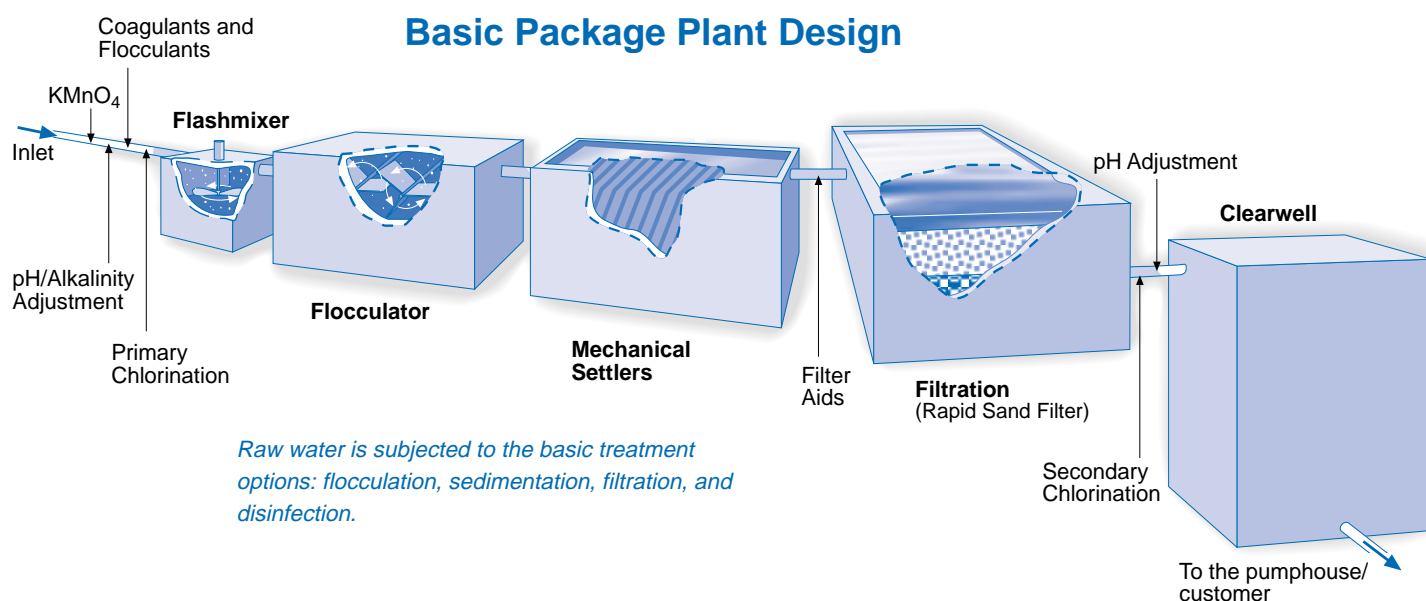 Basic Package Plant Design
Coagulants and
Flocculants
KMnO₄
Inlet
Flashmixer
pH/Alkalinity
Adjustment
Primary
Chlorination
Flocculator
Mechanical
Settlers
Filter
Aids
Filtration
(Rapid Sand Filter)
pH Adjustment
Secondary
Chlorination
Clearwell
To the pumphouse/
customer
Raw water is subjected to the basic treatment
options: flocculation, sedimentation, filtration, and
disinfection.